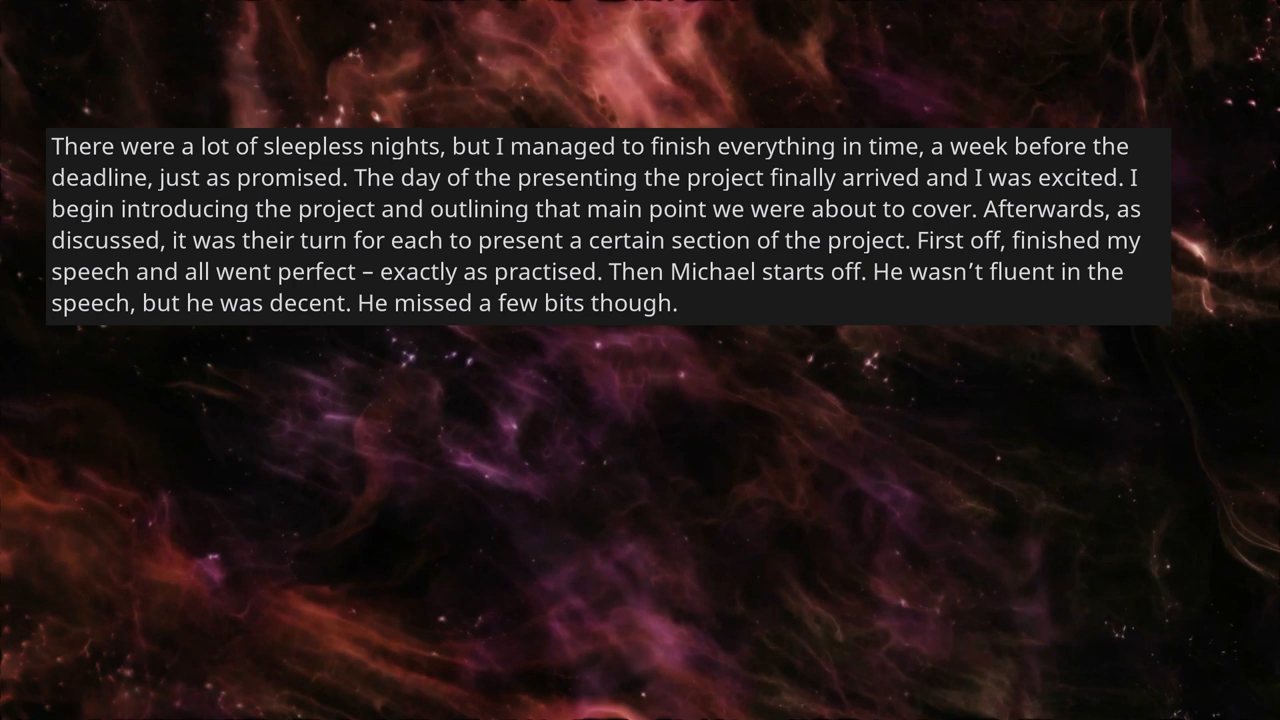 There were a lot of sleepless nights, but I managed to finish everything in time, a week before the
deadline, just as promised. The day of the presenting the project finally arrived and I was excited. I
begin introducing the project and outlining that main point we were about to cover. Afterwards, as
discussed, it was their turn for each to present a certain section of the project. First off, finished my
speech and all went perfect – exactly as practised. Then Michael starts off. He wasn’t fluent in the
speech, but he was decent. He missed a few bits though.